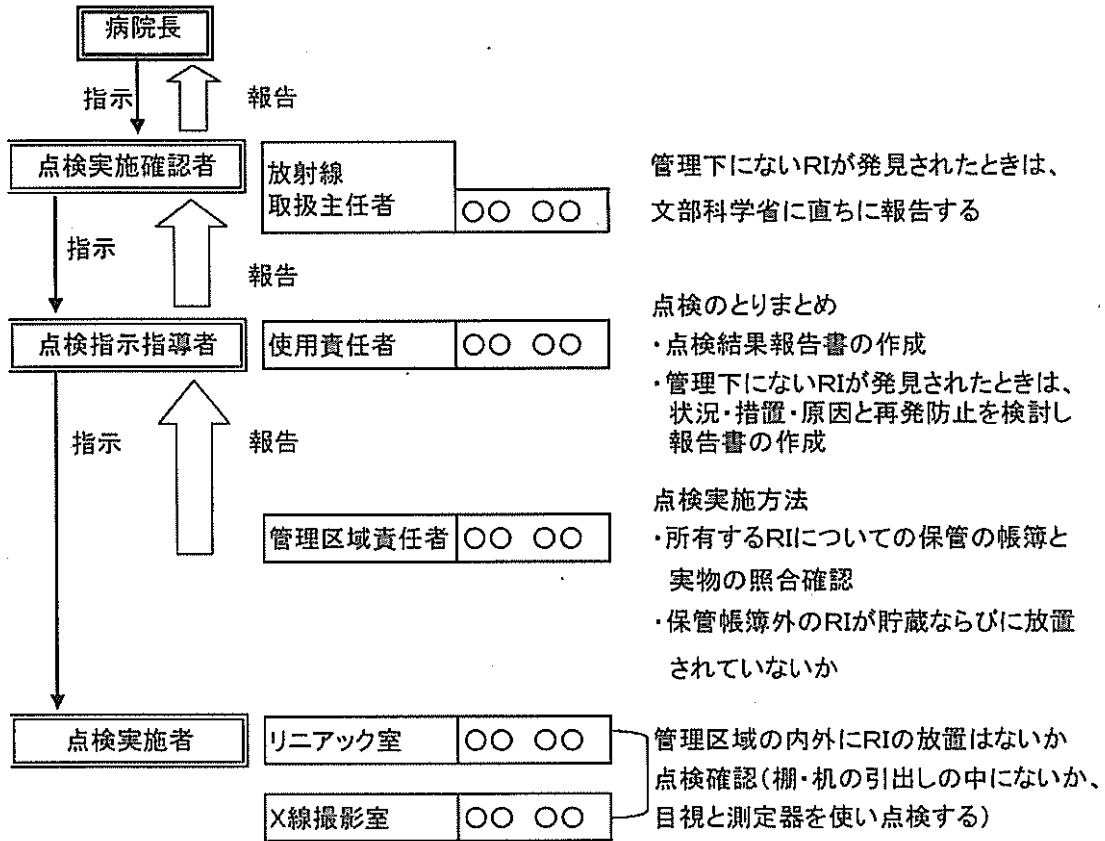 病院長
指示
報告
点検実施確認者
放射線
取扱主任者
○○ ○○
管理下にないRIが発見されたときは、
文部科学省に直ちに報告する
指示
報告
点検指示指導者
使用責任者
○○ ○○
点検のとりまとめ
・点検結果報告書の作成
・管理下にないRIが発見されたときは、
状況・措置・原因と再発防止を検討し
報告書の作成
指示
報告
管理区域責任者
○○ ○○
点検実施方法
・所有するRIについての保管の帳簿と
実物の照合確認
・保管帳簿外のRIが貯蔵ならびに放置
されていないか
点検実施者
リニアック室
○○ ○○
X線撮影室
○○ ○○
管理区域の内外にRIの放置はないか
点検確認(棚・机の引出しの中にないか、
目視と測定器を使い点検する)